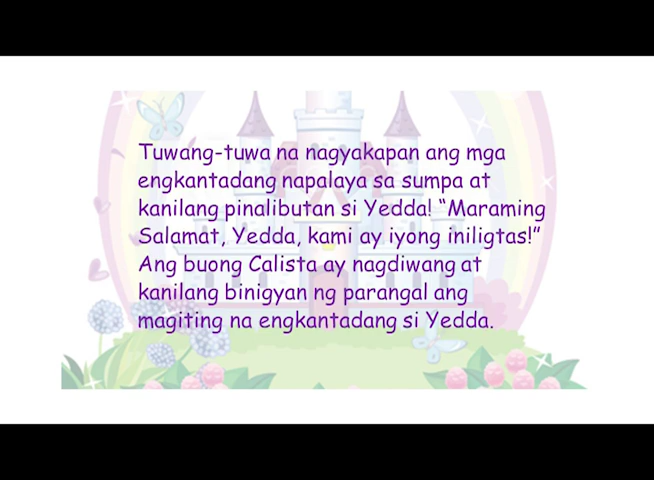 Tuwang-tuwa na nagyakapan ang mga
engkantadang napalaya sa sumpa at
kanilang pinalibutan si Yedda! “Maraming
Salamat, Yedda, kami ay iyong iniligtas!”
Ang buong Calista ay nagdiwang at
kanilang binigyan ng parangal ang
magiting na engkantadang si Yedda.